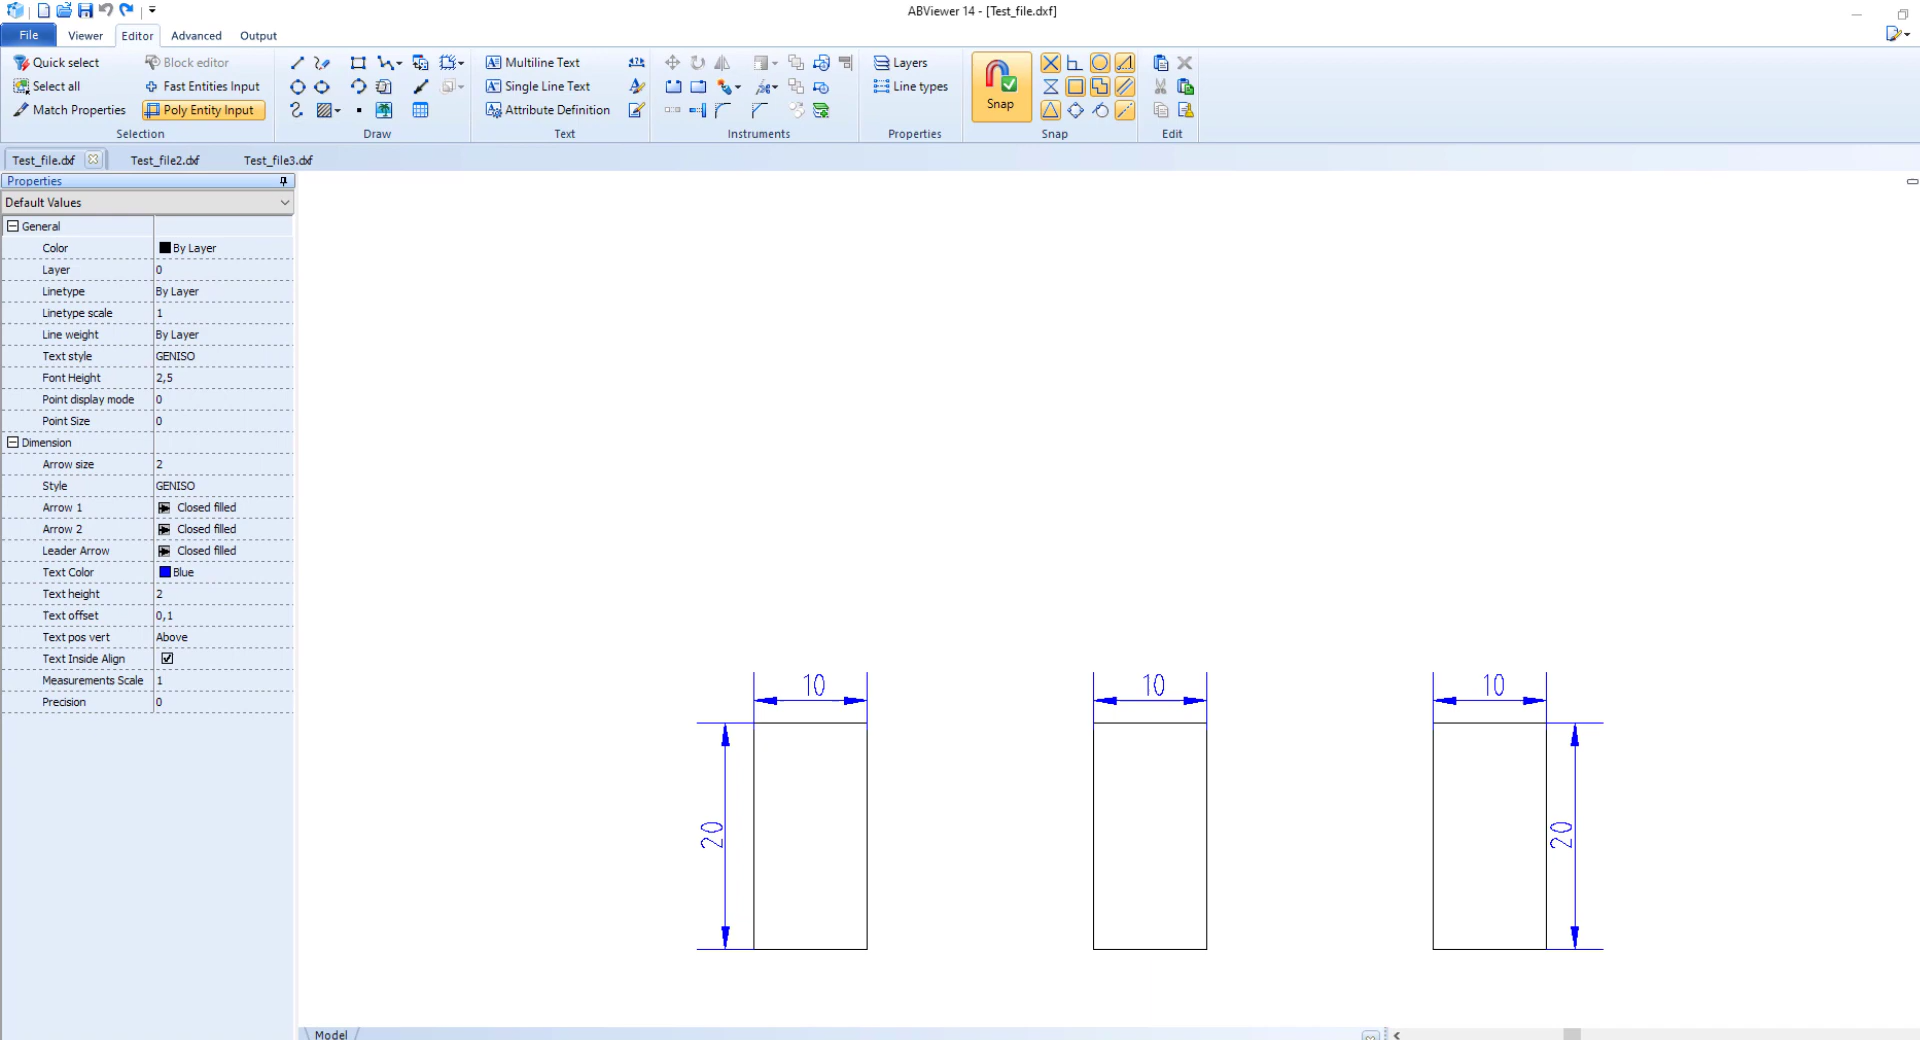 ABViewer 14 - [Test_file.dxf]
File Viewer Editor Advanced Output
Quick select Block editor Multiline Text Layers
Select all Fast Entities Input Single Line Text Line types
Match Properties Poly Entity Input Attribute Definition Snap
Selection Draw Text Instruments Properties Snap Edit
Test_file.dxf Test_file2.dxf Test_file3.dxf
Properties
Default Values
General
Color By Layer
Layer 0
Linetype By Layer
Linetype scale 1
Line weight By Layer
Text style GENISO
Font Height 2,5
Point display mode 0
Point Size 0
Dimension
Arrow size 2
Style GENISO
Arrow 1 Closed filled
Arrow 2 Closed filled
Leader Arrow Closed filled
Text Color Blue
Text height 2
Text offset 0,1
Text pos vert Above
Text Inside Align
Measurements Scale 1
Precision 0
10 10 10
20 20
Model